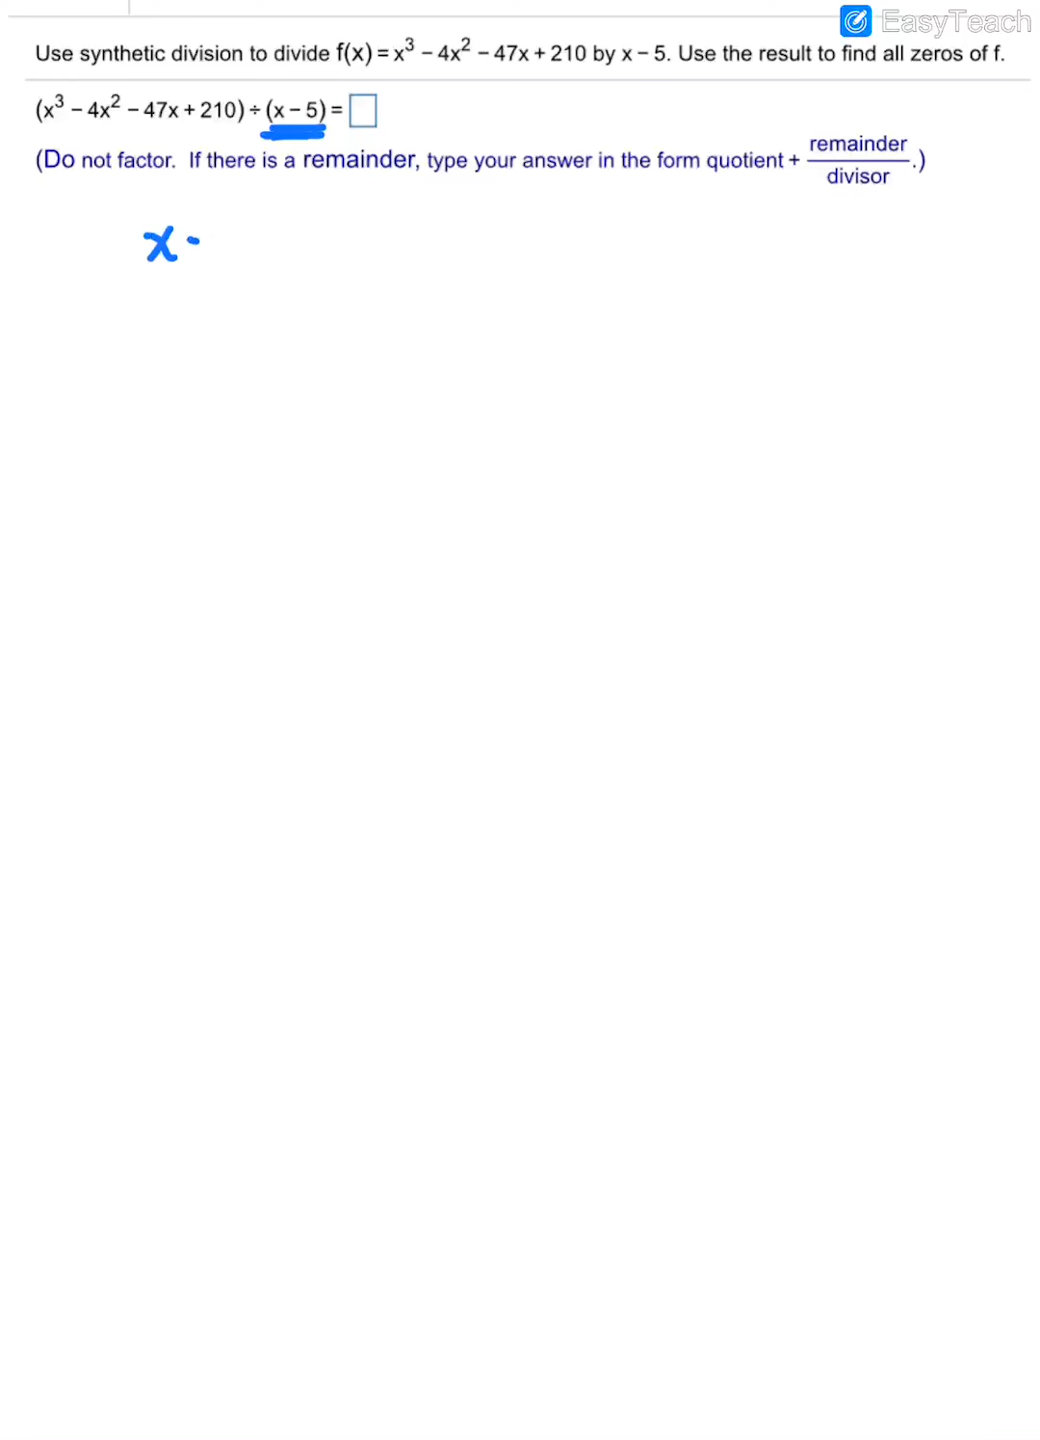 EasyTeach
Use synthetic division to divide f(x) = x³ − 4x² − 47x + 210 by x − 5. Use the result to find all zeros of f.
(x³ − 4x² − 47x + 210) ÷ (x − 5) =
(Do not factor. If there is a remainder, type your answer in the form quotient + remainder/divisor.)
x -